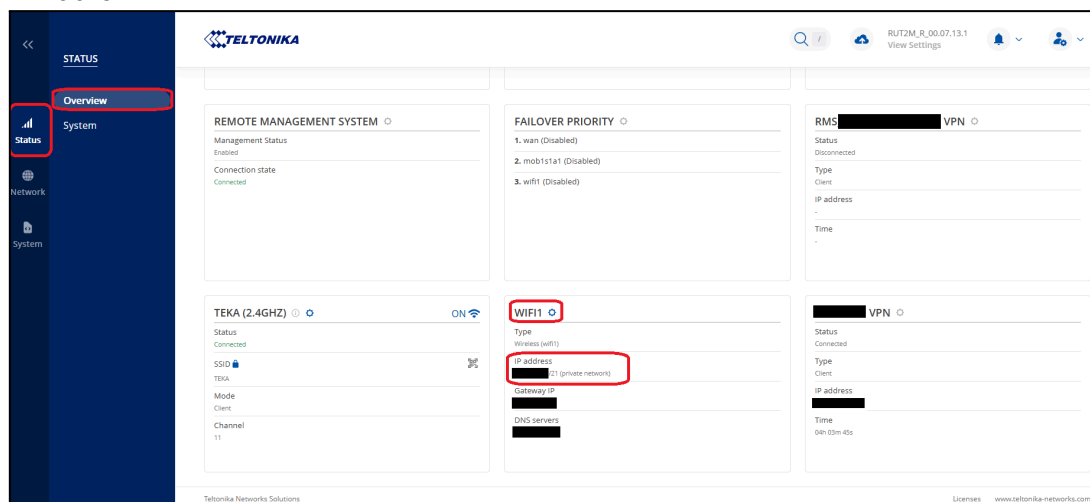 <<
STATUS
TELTONIKA
/
RUT2M_R_00.07.13.1
View Settings
Overview
System
Status
Network
System
REMOTE MANAGEMENT SYSTEM
Management Status
Enabled
Connection state
Connected
FAILOVER PRIORITY
1. wan (Disabled)
2. mob1s1a1 (Disabled)
3. wifi1 (Disabled)
RMS VPN
Status
Disconnected
Type
Client
IP address
-
Time
-
TEKA (2.4GHZ) ON
Status
Connected
SSID
TEKA
Mode
Client
Channel
11
WIFI1
Type
Wireless (wifi1)
IP address
/21 (private network)
Gateway IP
DNS servers
VPN
Status
Connected
Type
Client
IP address
Time
04h 03m 45s
Teltonika Networks Solutions
Licenses www.teltonika-networks.com